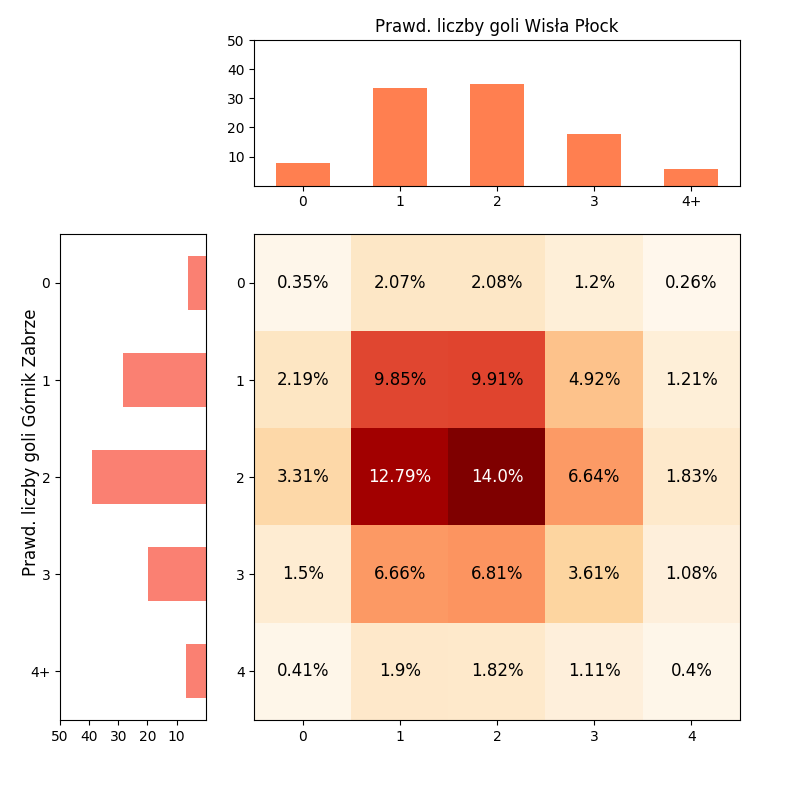 Prawd. liczby goli Wisła Płock
50
40
30
20
10
0 1 2 3 4+
Prawd. liczby goli Górnik Zabrze
0
1
2
3
4+
50 40 30 20 10
0 0.35% 2.07% 2.08% 1.2% 0.26%
1 2.19% 9.85% 9.91% 4.92% 1.21%
2 3.31% 12.79% 14.0% 6.64% 1.83%
3 1.5% 6.66% 6.81% 3.61% 1.08%
4 0.41% 1.9% 1.82% 1.11% 0.4%
0 1 2 3 4